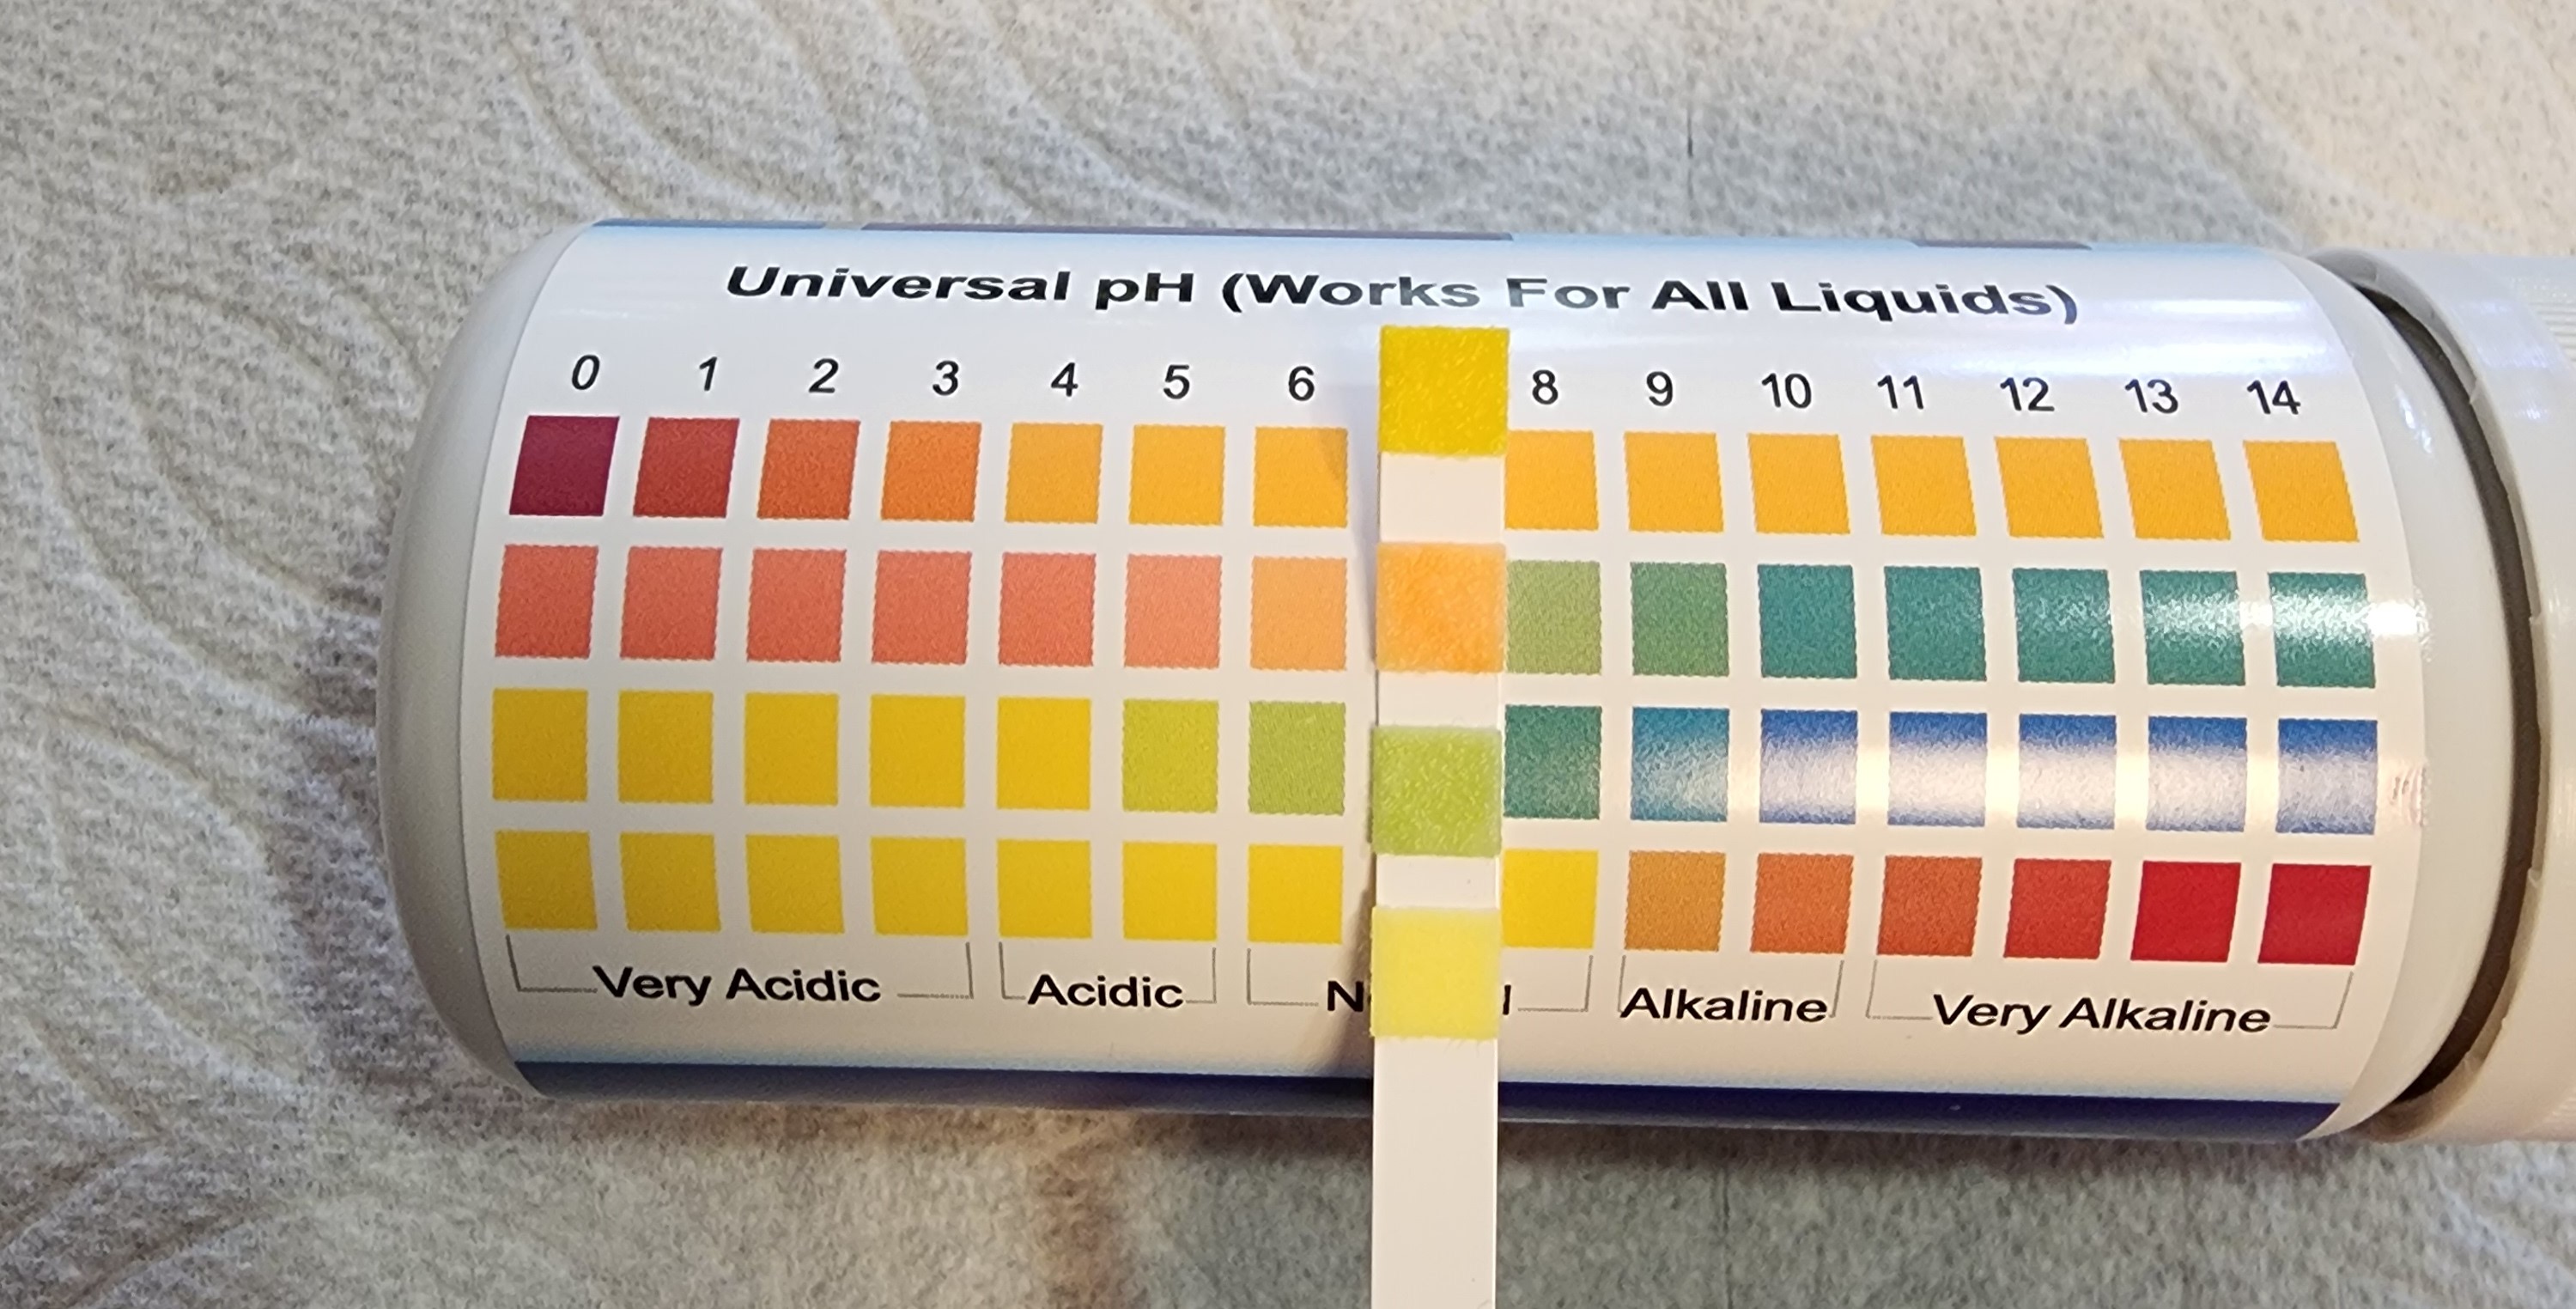 Universal pH (Works For All Liquids)
0 1 2 3 4 5 6 8 9 10 11 12 13 14
Very Acidic Acidic N l Alkaline Very Alkaline